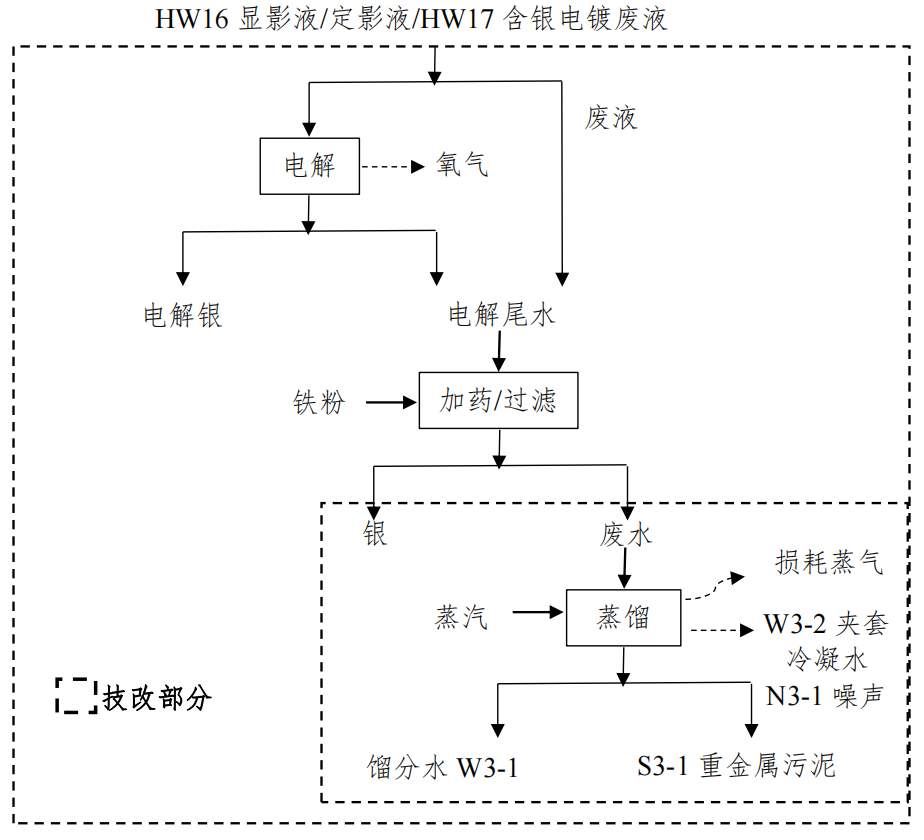 HW16 显影液/定影液/HW17 含银电镀废液
废液
电解
氧气
电解银
电解尾水
铁粉
加药/过滤
银
废水
损耗蒸气
蒸汽
蒸馏
W3-2 夹套
冷凝水
N3-1 噪声
技改部分
馏分水 W3-1
S3-1 重金属污泥